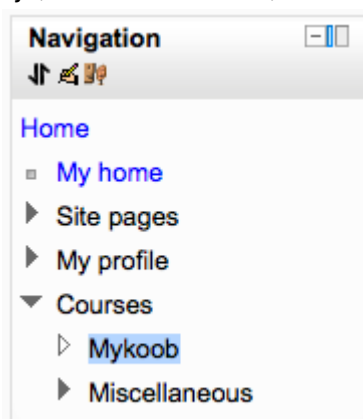 Navigation
Home
My home
Site pages
My profile
Courses
Mykoob
Miscellaneous